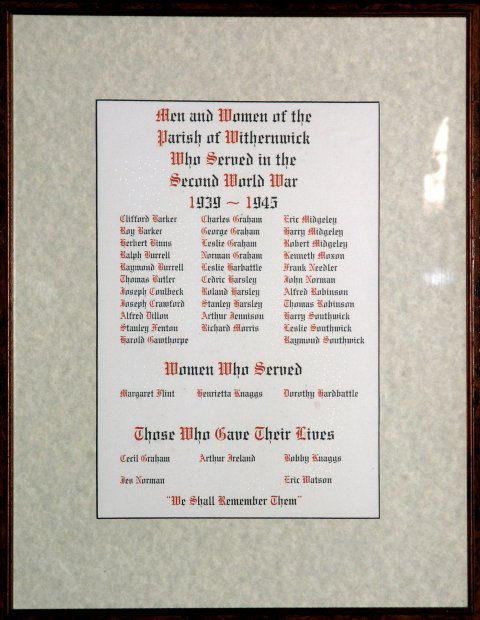 Men and Women of the
Parish of Withernwick
Who Served in the
Second World War
1939 ~ 1945
Clifford Barker Charles Graham Eric Midgeley
Roy Barker George Graham Harry Midgeley
Herbert Binns Leslie Graham Robert Midgeley
Ralph Burrell Norman Graham Kenneth Moxon
Raymond Burrell Leslie Harbattle Frank Needler
Thomas Butler Cedric Harsley John Norman
Joseph Coulbeck Roland Harsley Alfred Robinson
Joseph Crawford Stanley Harsley Thomas Robinson
Alfred Dillon Arthur Jennison Harry Southwick
Stanley Fenton Richard Morris Leslie Southwick
Harold Gawthorpe Raymond Southwick
Women Who Served
Margaret Flint Henrietta Knaggs Dorothy Hardbattle
Those Who Gave Their Lives
Cecil Graham Arthur Ireland Bobby Knaggs
Jes Norman Eric Watson
"We Shall Remember Them"